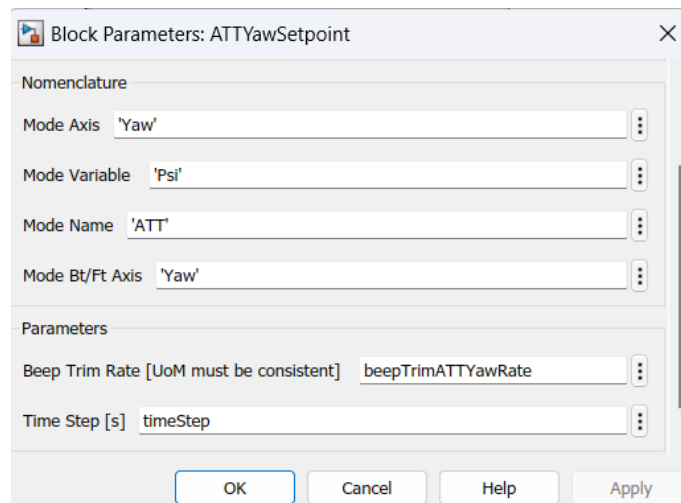 Block Parameters: ATTYawSetpoint
Nomenclature
Mode Axis 'Yaw'
Mode Variable 'Psi'
Mode Name 'ATT'
Mode Bt/Ft Axis 'Yaw'
Parameters
Beep Trim Rate [UoM must be consistent] beepTrimATTYawRate
Time Step [s] timeStep
OK Cancel Help Apply